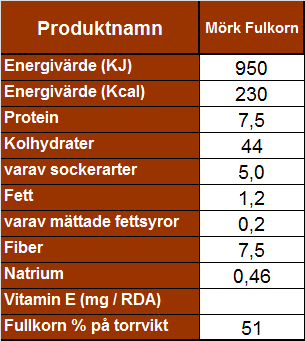 Produktnamn Mörk Fulkorn
Energivärde (KJ) 950
Energivärde (Kcal) 230
Protein 7,5
Kolhydrater 44
varav sockerarter 5,0
Fett 1,2
varav mättade fettsyror 0,2
Fiber 7,5
Natrium 0,46
Vitamin E (mg / RDA)
Fullkorn % på torrvikt 51